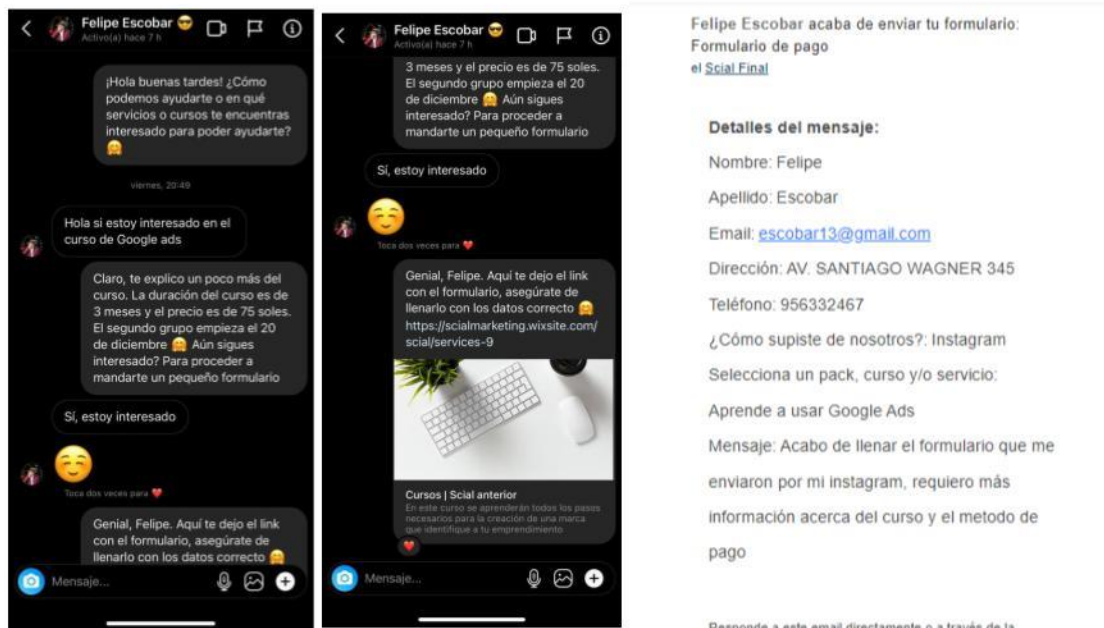 Felipe Escobar 😎
Activo(a) hace 7 h
¡Hola buenas tardes! ¿Cómo
podemos ayudarte o en qué
servicios o cursos te encuentras
interesado para poder ayudarte?
🤗
viernes, 20:49
Hola si estoy interesado en el
curso de Google ads
Claro, te explico un poco más del
curso. La duración del curso es de
3 meses y el precio es de 75 soles.
El segundo grupo empieza el 20
de diciembre 🤗 Aún sigues
interesado? Para proceder a
mandarte un pequeño formulario
Sí, estoy interesado
☺️
Toca dos veces para ❤️
Genial, Felipe. Aquí te dejo el link
con el formulario, asegúrate de
llenarlo con los datos correcto 🤗
Mensaje...
Felipe Escobar 😎
Activo(a) hace 7 h
3 meses y el precio es de 75 soles.
El segundo grupo empieza el 20
de diciembre 🤗 Aún sigues
interesado? Para proceder a
mandarte un pequeño formulario
Sí, estoy interesado
☺️
Toca dos veces para ❤️
Genial, Felipe. Aquí te dejo el link
con el formulario, asegúrate de
llenarlo con los datos correcto 🤗
https://scialmarketing.wixsite.com/
scial/services-9
Cursos | Scial anterior
En este curso se aprenderán todos los pasos
necesarios para la creación de una marca
que identifique a tu emprendimiento
❤️
Mensaje...
Felipe Escobar acaba de enviar tu formulario:
Formulario de pago
el Scial Final
Detalles del mensaje:
Nombre: Felipe
Apellido: Escobar
Email: escobar13@gmail.com
Dirección: AV. SANTIAGO WAGNER 345
Teléfono: 956332467
¿Cómo supiste de nosotros?: Instagram
Selecciona un pack, curso y/o servicio:
Aprende a usar Google Ads
Mensaje: Acabo de llenar el formulario que me
enviaron por mi instagram, requiero más
información acerca del curso y el metodo de
pago
Responde a este email directamente o a través de la